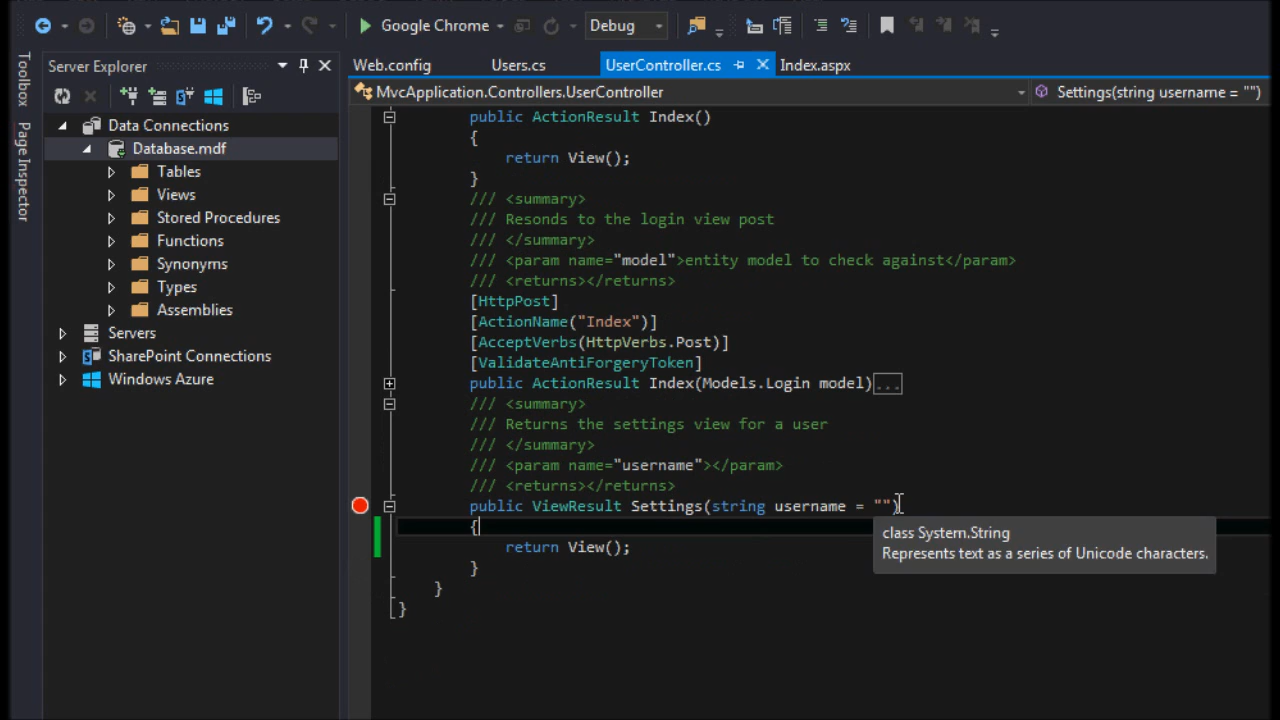 Google Chrome
Debug
Toolbox
Page Inspector
Server Explorer
Data Connections
Database.mdf
Tables
Views
Stored Procedures
Functions
Synonyms
Types
Assemblies
Servers
SharePoint Connections
Windows Azure
Web.config
Users.cs
UserController.cs
Index.aspx
MvcApplication.Controllers.UserController
Settings(string username = "")
public ActionResult Index()
{
return View();
}
/// <summary>
/// Resonds to the login view post
/// </summary>
/// <param name="model">entity model to check against</param>
/// <returns></returns>
[HttpPost]
[ActionName("Index")]
[AcceptVerbs(HttpVerbs.Post)]
[ValidateAntiForgeryToken]
public ActionResult Index(Models.Login model)...
/// <summary>
/// Returns the settings view for a user
/// </summary>
/// <param name="username"></param>
/// <returns></returns>
public ViewResult Settings(string username = "")
{
return View();
}
}
}
class System.String
Represents text as a series of Unicode characters.